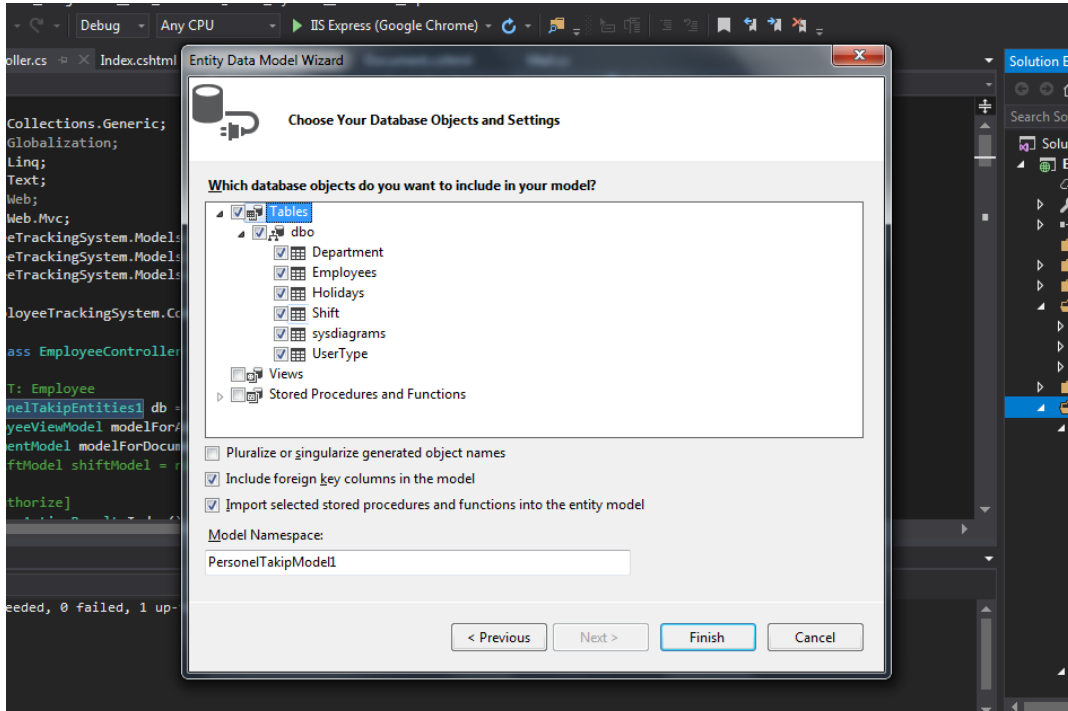 Debug
Any CPU
IIS Express (Google Chrome)
oller.cs
Index.cshtml
Entity Data Model Wizard
Solution E
Choose Your Database Objects and Settings
Search So
Solu
Collections.Generic;
Globalization;
Linq;
Text;
Web;
Web.Mvc;
eTrackingSystem.Models
eTrackingSystem.Models
eTrackingSystem.Models
loyeeTrackingSystem.Co
ass EmployeeController
T: Employee
nelTakipEntities1 db =
yeeViewModel modelForA
entModel modelForDocum
ftModel shiftModel = n
thorize]
Which database objects do you want to include in your model?
Tables
dbo
Department
Employees
Holidays
Shift
sysdiagrams
UserType
Views
Stored Procedures and Functions
Pluralize or singularize generated object names
Include foreign key columns in the model
Import selected stored procedures and functions into the entity model
Model Namespace:
PersonelTakipModel1
eeded, 0 failed, 1 up-
< Previous
Next >
Finish
Cancel